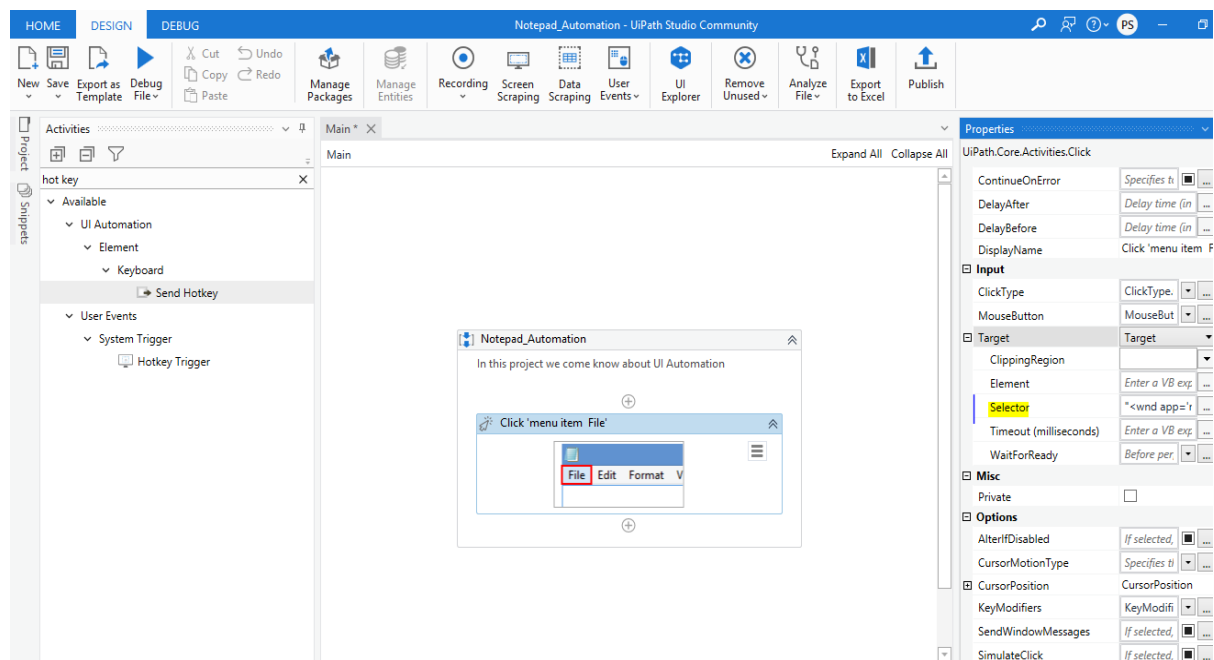 HOME DESIGN DEBUG Notepad_Automation - UiPath Studio Community PS
Cut Undo
Copy Redo
Paste
New Save Export as Template Debug File
Manage Packages
Manage Entities
Recording
Screen Scraping
Data Scraping
User Events
UI Explorer
Remove Unused
Analyze File
Export to Excel
Publish
Project
Snippets
Activities
hot key
Available
UI Automation
Element
Keyboard
Send Hotkey
User Events
System Trigger
Hotkey Trigger
Main *
Main Expand All Collapse All
Notepad_Automation
In this project we come know about UI Automation
Click 'menu item File'
File Edit Format V
Properties
UiPath.Core.Activities.Click
ContinueOnError Specifies t ...
DelayAfter Delay time (in ...
DelayBefore Delay time (in ...
DisplayName Click 'menu item F
Input
ClickType ClickType. ...
MouseButton MouseBut ...
Target Target
ClippingRegion
Element Enter a VB exp ...
Selector "<wnd app='r ...
Timeout (milliseconds) Enter a VB exp ...
WaitForReady Before per ...
Misc
Private
Options
AlterIfDisabled If selected, ...
CursorMotionType Specifies tl ...
CursorPosition CursorPosition
KeyModifiers KeyModifi ...
SendWindowMessages If selected, ...
SimulateClick If selected, ...